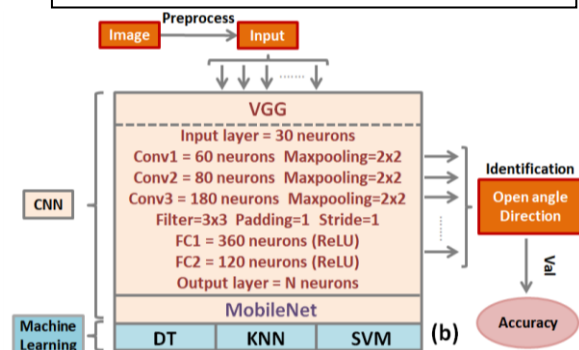 Preprocess
Image
Input
VGG
Input layer = 30 neurons
Conv1 = 60 neurons Maxpooling=2x2
Conv2 = 80 neurons Maxpooling=2x2
Conv3 = 180 neurons Maxpooling=2x2
Filter=3x3 Padding=1 Stride=1
FC1 = 360 neurons (ReLU)
FC2 = 120 neurons (ReLU)
Output layer = N neurons
MobileNet
CNN
Identification
Open angle
Direction
Val
Accuracy
Machine
Learning
DT KNN SVM
(b)